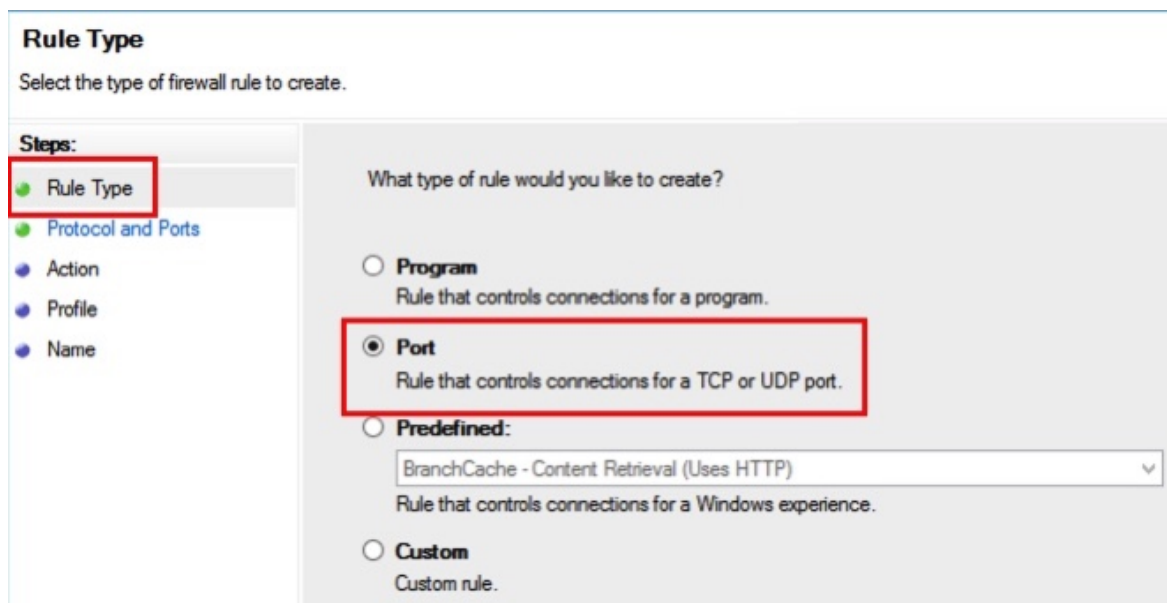 Rule Type
Select the type of firewall rule to create.
Steps:
Rule Type
Protocol and Ports
Action
Profile
Name
What type of rule would you like to create?
Program
Rule that controls connections for a program.
Port
Rule that controls connections for a TCP or UDP port.
Predefined:
BranchCache - Content Retrieval (Uses HTTP)
Rule that controls connections for a Windows experience.
Custom
Custom rule.